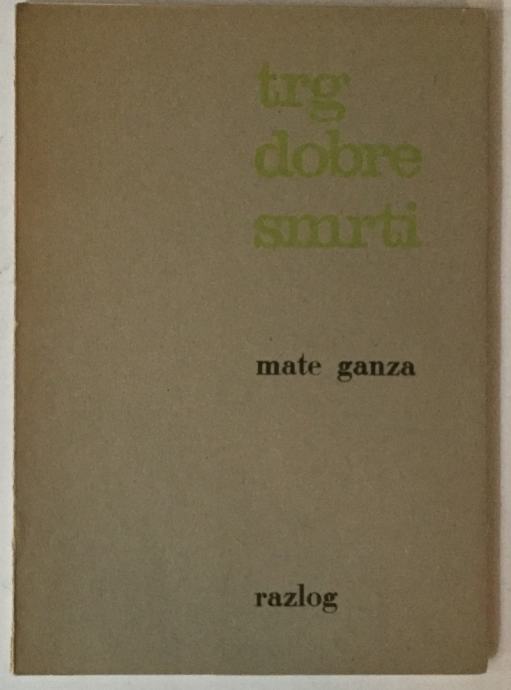 trg
dobre
smrti
mate ganza
razlog